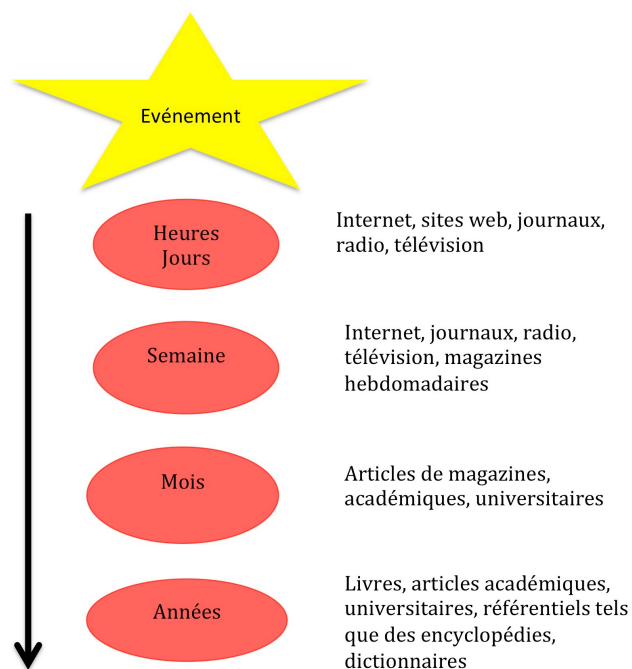 Evénement
Heures
Jours
Internet, sites web, journaux,
radio, télévision
Semaine
Internet, journaux, radio,
télévision, magazines
hebdomadaires
Mois
Articles de magazines,
académiques, universitaires
Années
Livres, articles académiques,
universitaires, référentiels tels
que des encyclopédies,
dictionnaires